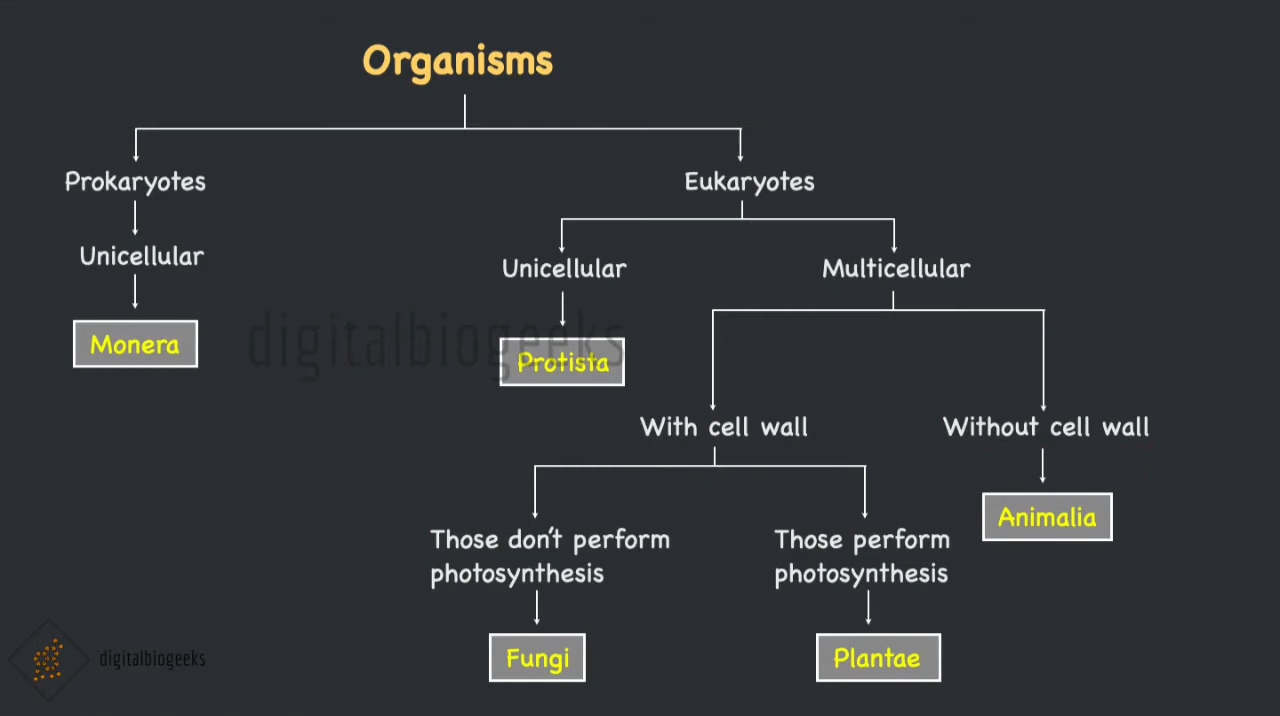 Organisms
Prokaryotes
Eukaryotes
Unicellular
Unicellular
Multicellular
Monera
digitalbiogeeks
Protista
With cell wall
Without cell wall
Animalia
Those don't perform
photosynthesis
Those perform
photosynthesis
Fungi
Plantae
digitalbiogeeks